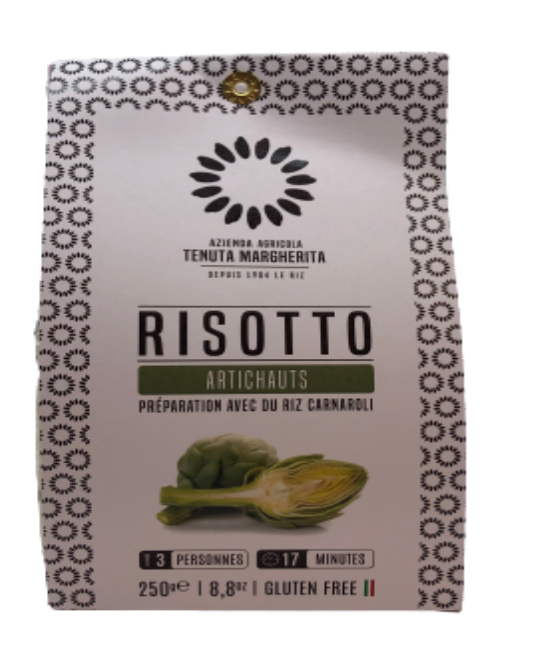 AZIENDA AGRICOLA
TENUTA MARGHERITA
DEPUIS 1904 LE RIZ
RISOTTO
ARTICHAUTS
PRÉPARATION AVEC DU RIZ CARNAROLI
3 PERSONNES 17 MINUTES
250ge | 8,8oz | GLUTEN FREE